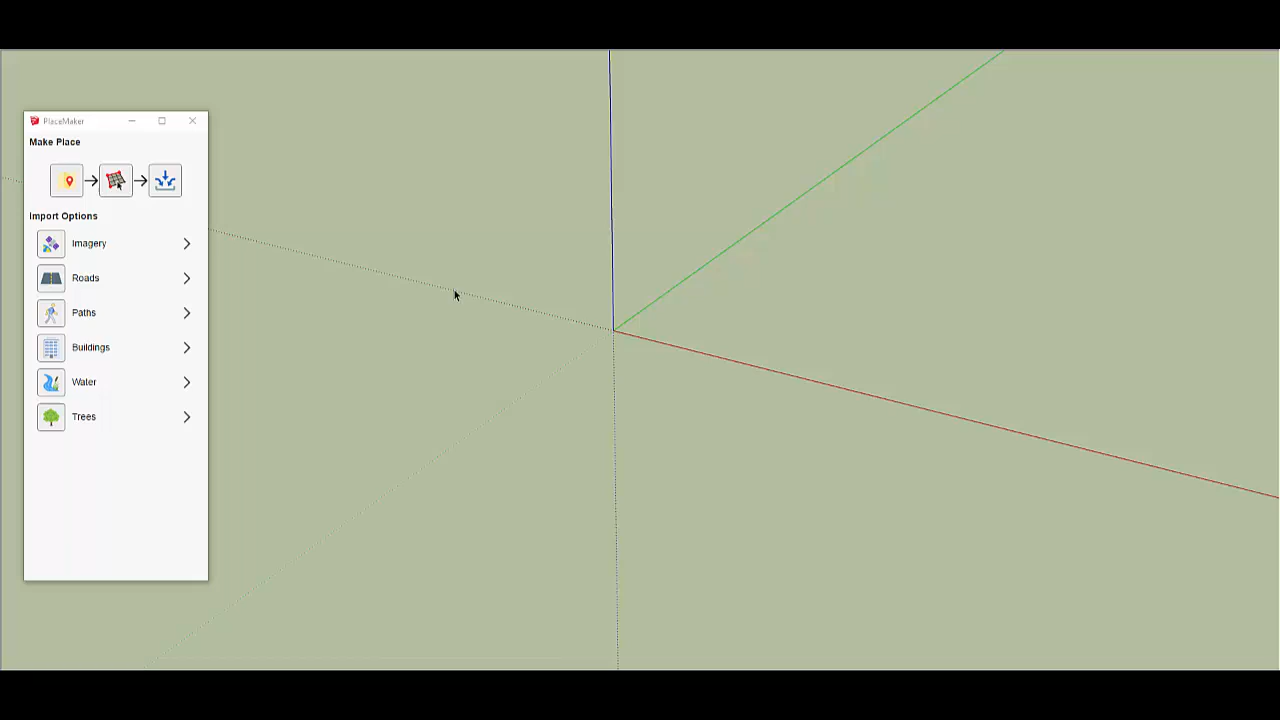 PlaceMaker
Make Place
Import Options
Imagery
Roads
Paths
Buildings
Water
Trees